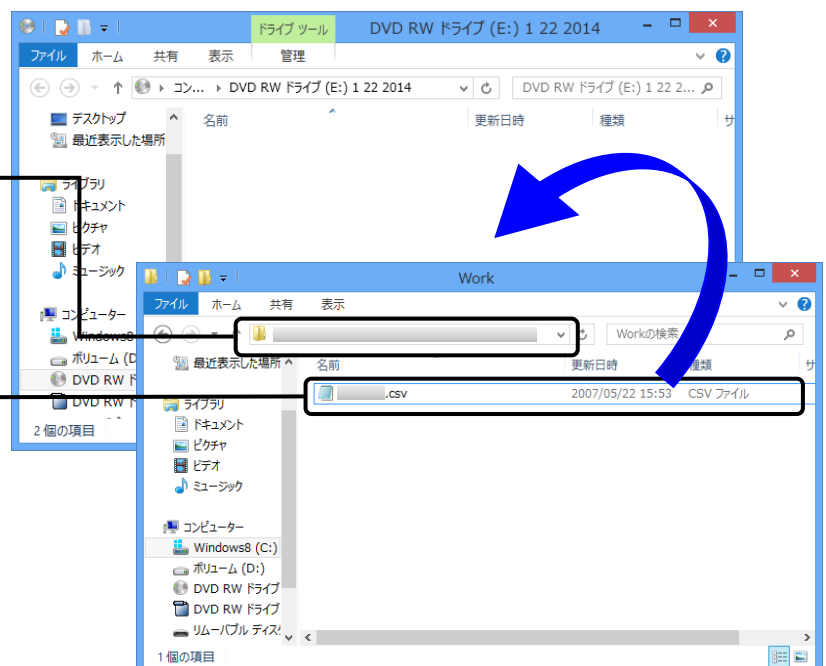 ドライブ ツール
DVD RW ドライブ (E:) 1 22 2014
ファイル ホーム 共有 表示 管理
コン... DVD RW ドライブ (E:) 1 22 2014
DVD RW ドライブ (E:) 1 22 2...
デスクトップ
最近表示した場所
名前 更新日時 種類 サ
ライブラリ
ドキュメント
ピクチャ
ビデオ
ミュージック
コンピューター
Windows8
ボリューム (D
DVD RW
DVD RW
2 個の項目
Work
ファイル ホーム 共有 表示
Workの検索
最近表示した場所
名前 更新日時 種類 サ
.csv 2007/05/22 15:53 CSV ファイル
ライブラリ
ドキュメント
ピクチャ
ビデオ
ミュージック
コンピューター
Windows8 (C:)
ボリューム (D:)
DVD RW ドライブ
DVD RW ドライブ
リムーバブル ディスク
1 個の項目